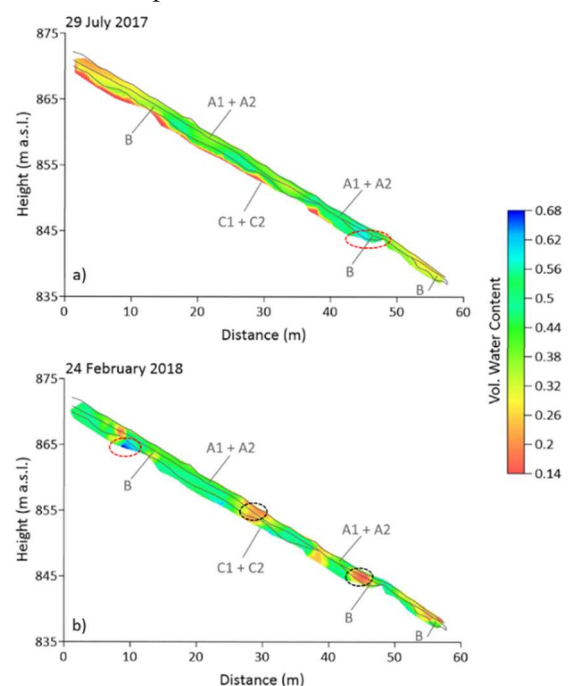 29 July 2017
875
865
855
845
835
Height (m a.s.l.)
A1 + A2
B
A1 + A2
C1 + C2
B
B
a)
0 10 20 30 40 50 60
Distance (m)
0.68
0.56
0.5
0.44
0.38
0.32
0.26
0.2
0.14
Vol. Water Content
24 February 2018
875
865
855
845
835
Height (m a.s.l.)
A1 + A2
B
A1 + A2
C1 + C2
B
B
b)
0 10 20 30 40 50 60
Distance (m)